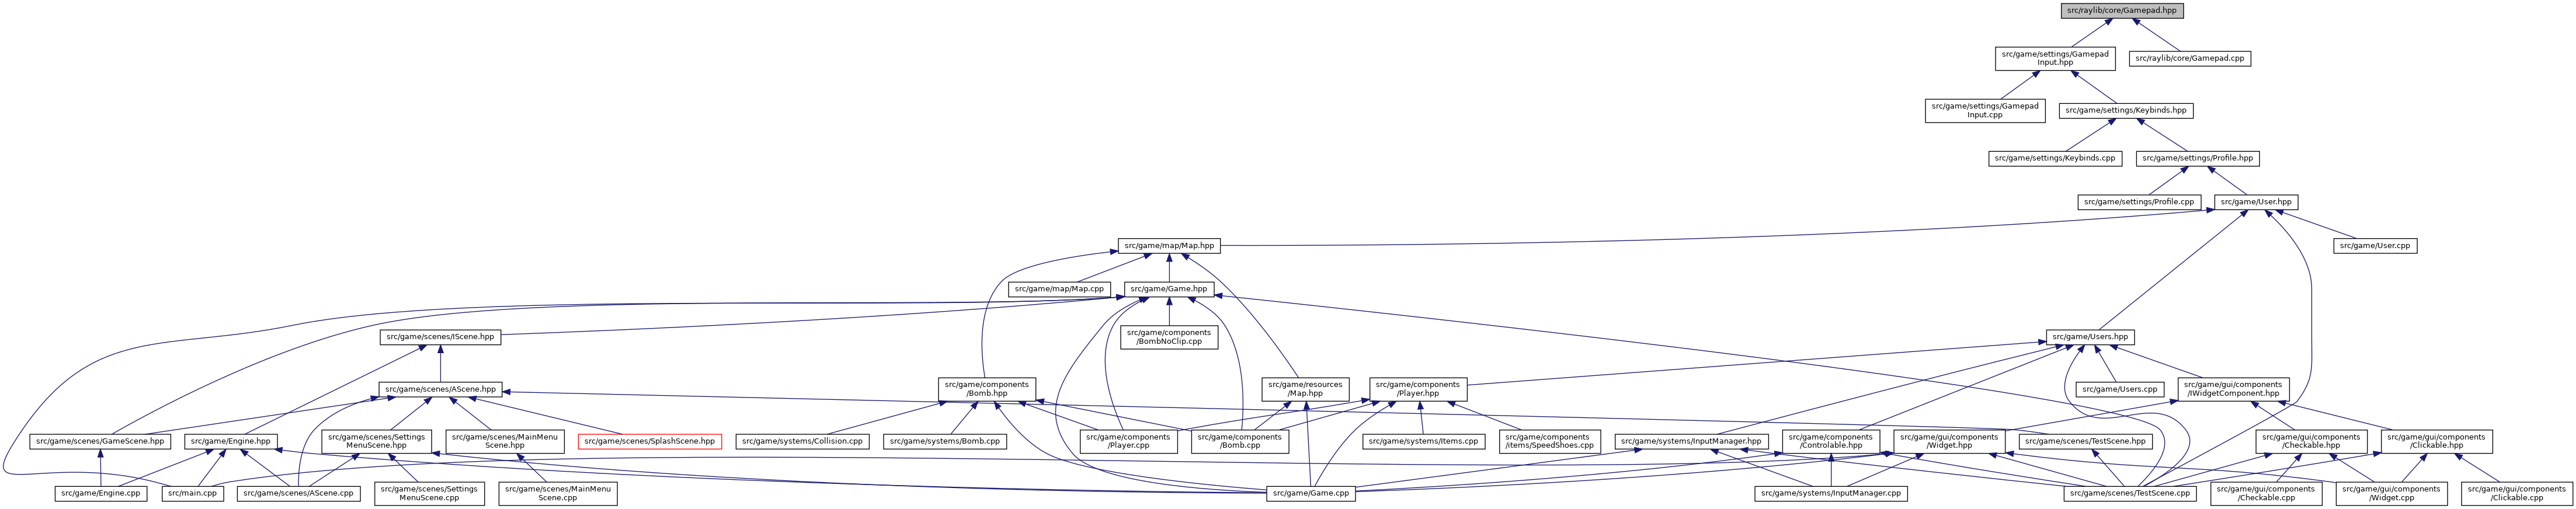 src/raylib/core/Gamepad.hpp
src/game/settings/Gamepad
Input.hpp
src/raylib/core/Gamepad.cpp
src/game/settings/Gamepad
Input.cpp
src/game/settings/Keybinds.hpp
src/game/settings/Keybinds.cpp
src/game/settings/Profile.hpp
src/game/settings/Profile.cpp
src/game/User.hpp
src/game/map/Map.hpp
src/game/User.cpp
src/game/map/Map.cpp
src/game/Game.hpp
src/game/scenes/IScene.hpp
src/game/components
/BombNoClip.cpp
src/game/Users.hpp
src/game/scenes/AScene.hpp
src/game/components
/Bomb.hpp
src/game/resources
/Map.hpp
src/game/components
/Player.hpp
src/game/Users.cpp
src/game/gui/components
/IWidgetComponent.hpp
src/game/scenes/GameScene.hpp
src/game/Engine.hpp
src/game/scenes/Settings
MenuScene.hpp
src/game/scenes/MainMenu
Scene.hpp
src/game/scenes/SplashScene.hpp
src/game/systems/Collision.cpp
src/game/systems/Bomb.cpp
src/game/components
/Player.cpp
src/game/components
/Bomb.cpp
src/game/systems/Items.cpp
src/game/components
/items/SpeedShoes.cpp
src/game/systems/InputManager.hpp
src/game/components
/Controlable.hpp
src/game/gui/components
/Widget.hpp
src/game/scenes/TestScene.hpp
src/game/gui/components
/Checkable.hpp
src/game/gui/components
/Clickable.hpp
src/game/Engine.cpp
src/main.cpp
src/game/scenes/AScene.cpp
src/game/scenes/Settings
MenuScene.cpp
src/game/scenes/MainMenu
Scene.cpp
src/game/Game.cpp
src/game/systems/InputManager.cpp
src/game/scenes/TestScene.cpp
src/game/gui/components
/Checkable.cpp
src/game/gui/components
/Widget.cpp
src/game/gui/components
/Clickable.cpp